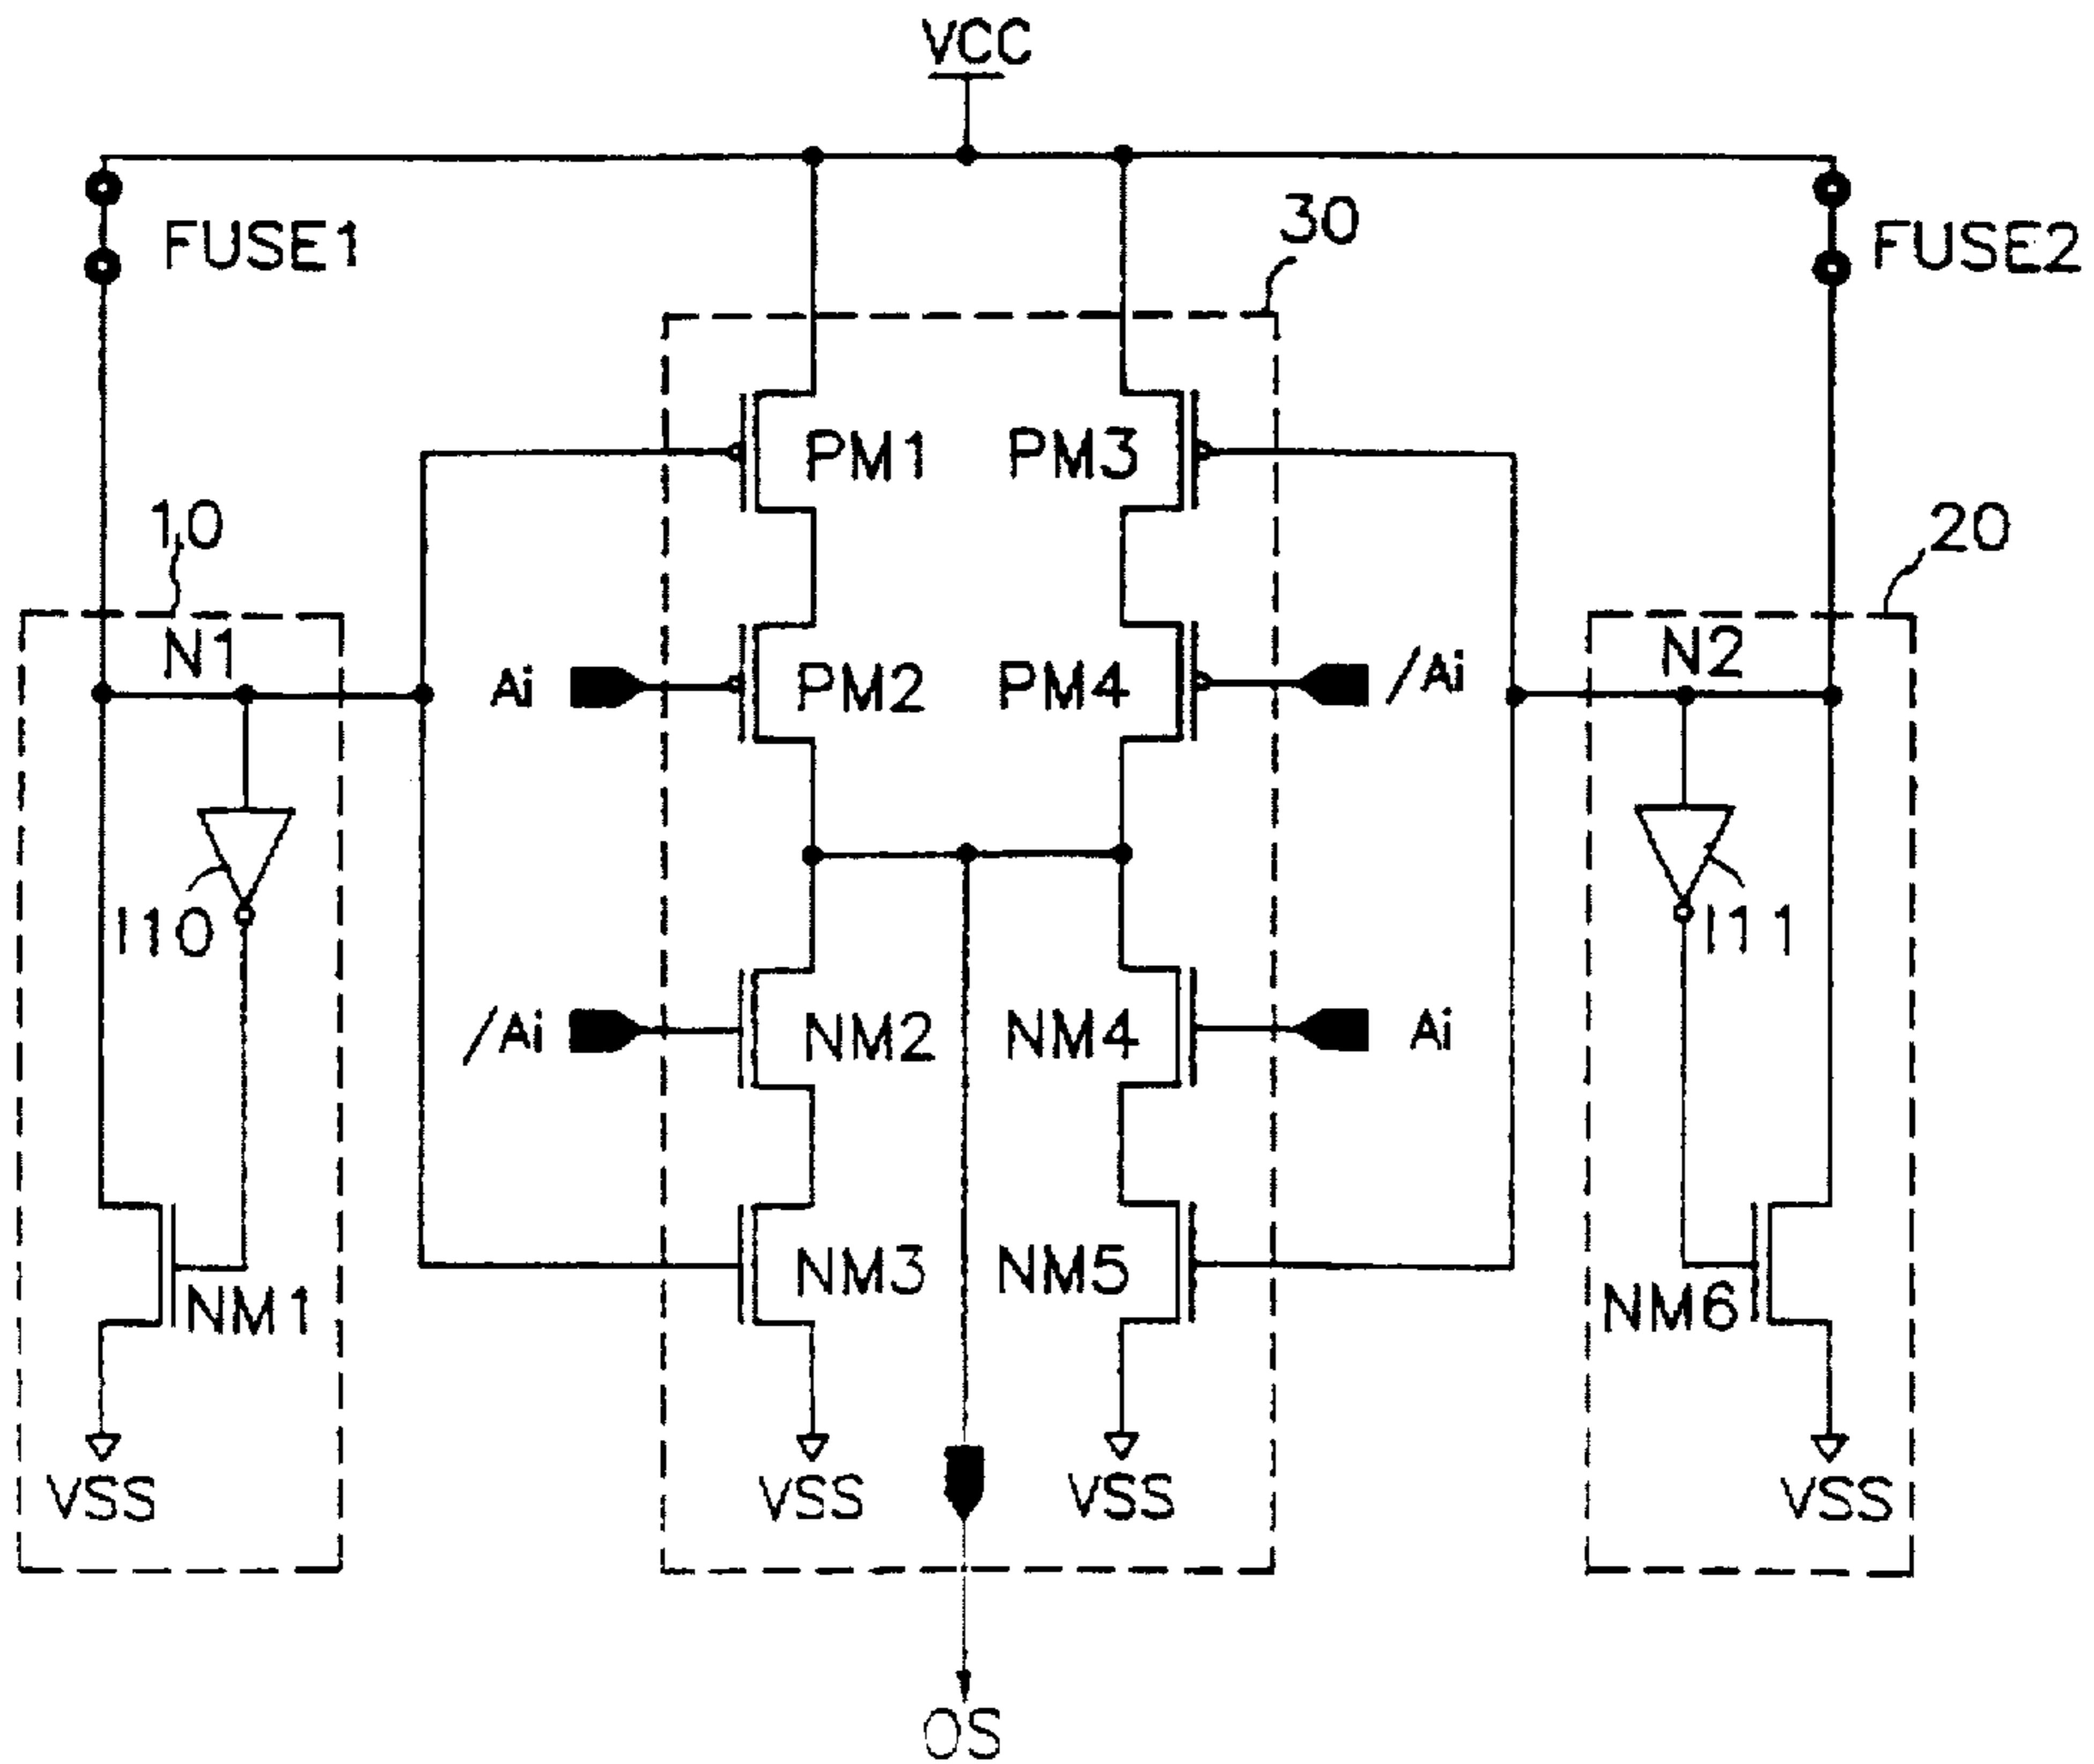 VCC
FUSE1
30
FUSE2
PM1
PM3
10
20
N1
N2
Ai
PM2
PM4
/Ai
I10
I11
/Ai
NM2
NM4
Ai
NM3
NM5
NM1
NM6
VSS
VSS
VSS
VSS
OS